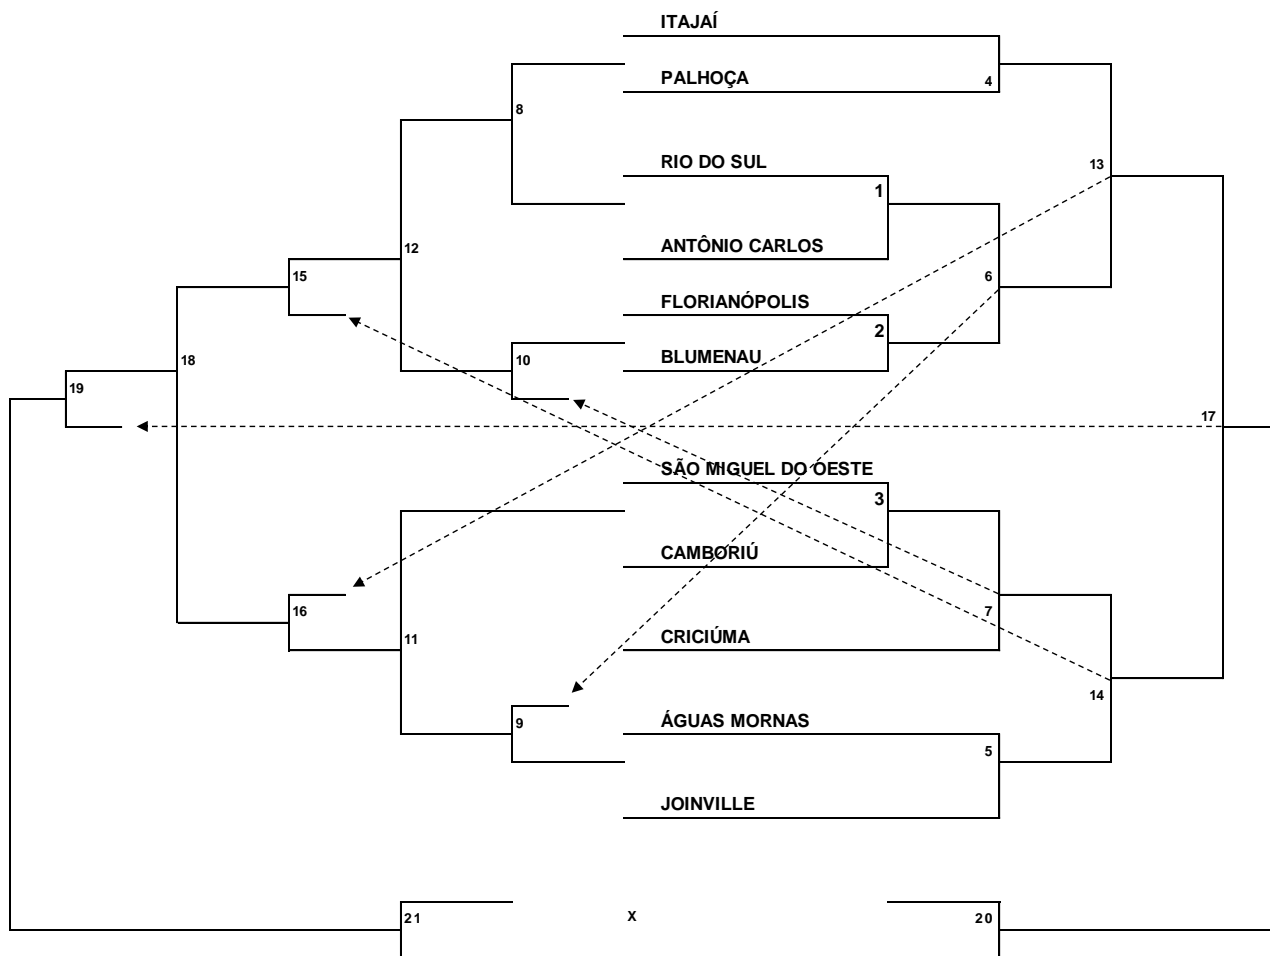 ITAJAÍ
PALHOÇA 4
8
RIO DO SUL 13
1
ANTÔNIO CARLOS
12
15 6
FLORIANÓPOLIS
2
18 10 BLUMENAU
19
17
SÃO MIGUEL DO OESTE
3
CAMBORIÚ
16 7
11 CRICIÚMA
14
9 ÁGUAS MORNAS
5
JOINVILLE
21 X 20